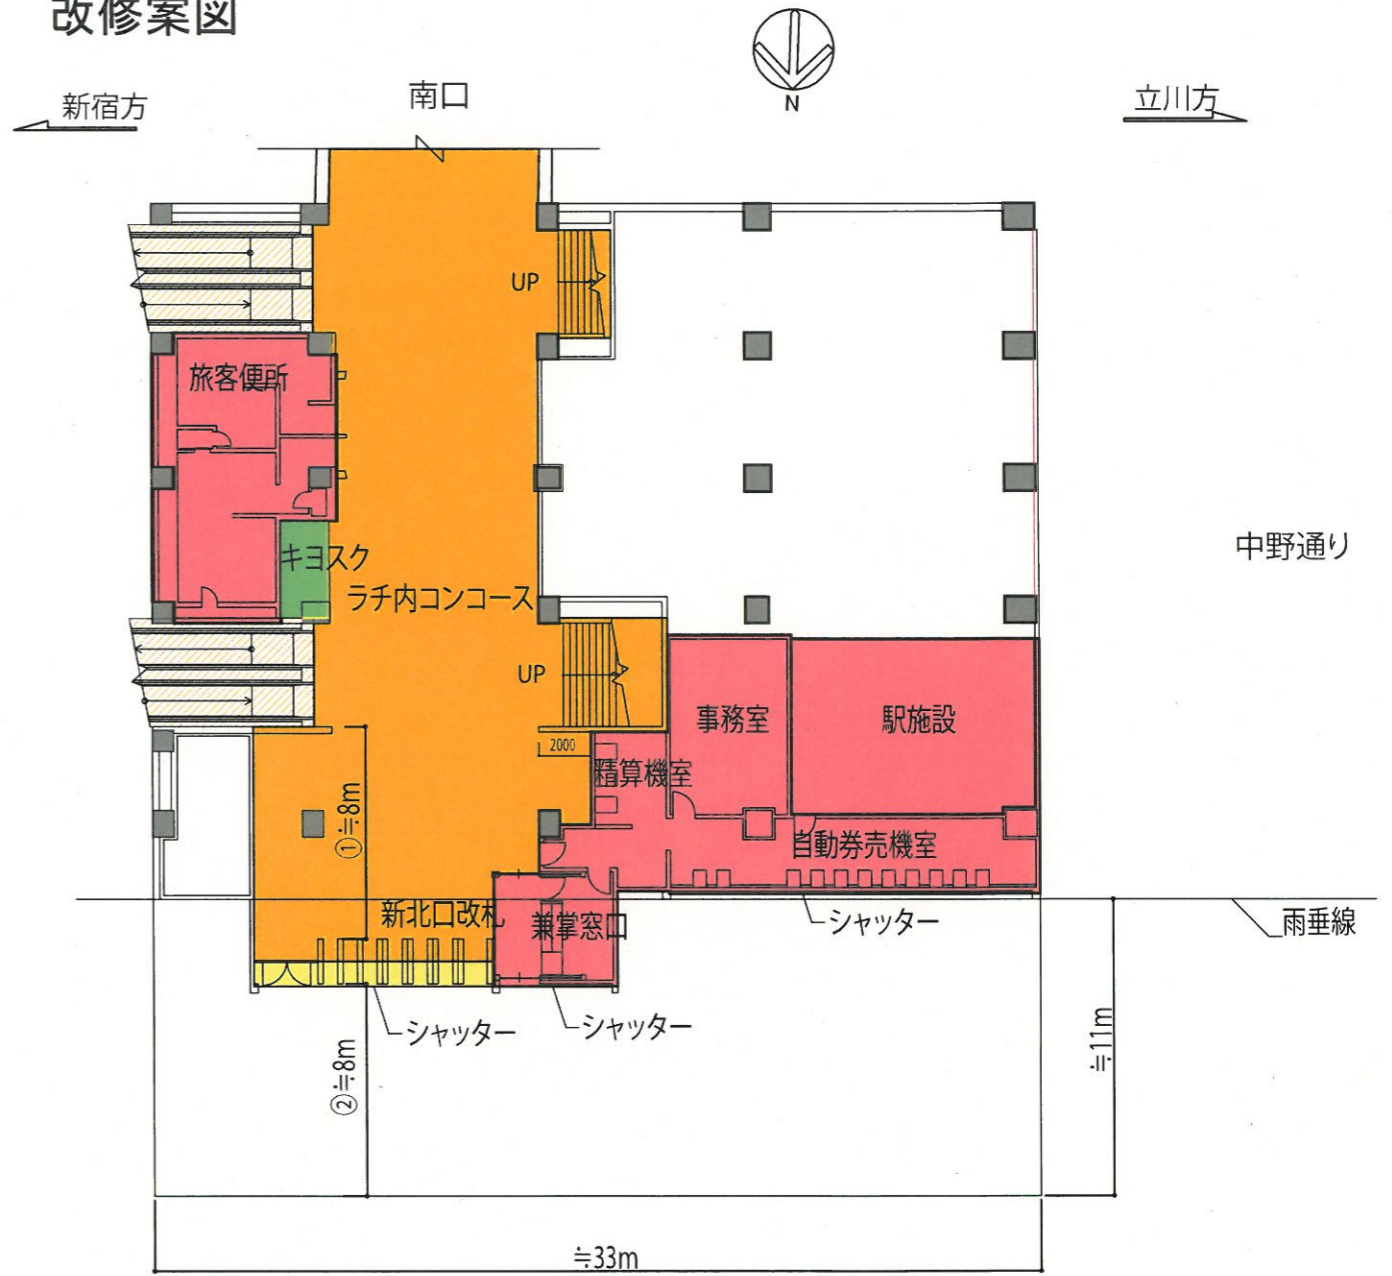 改修案図
N
新宿方
南口
立川方
UP
旅客便所
キヨスク
ラチ内コンコース
中野通り
UP
事務室
駅施設
2000
精算機室
①≒8m
自動券売機室
新北口改札
兼掌窓口
シャッター
雨垂線
シャッター
シャッター
②≒8m
≒11m
≒33m